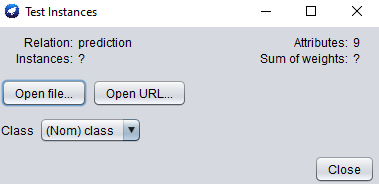 Test Instances
Relation: prediction Attributes: 9
Instances: ? Sum of weights: ?
Open file... Open URL...
Class (Nom) class
Close